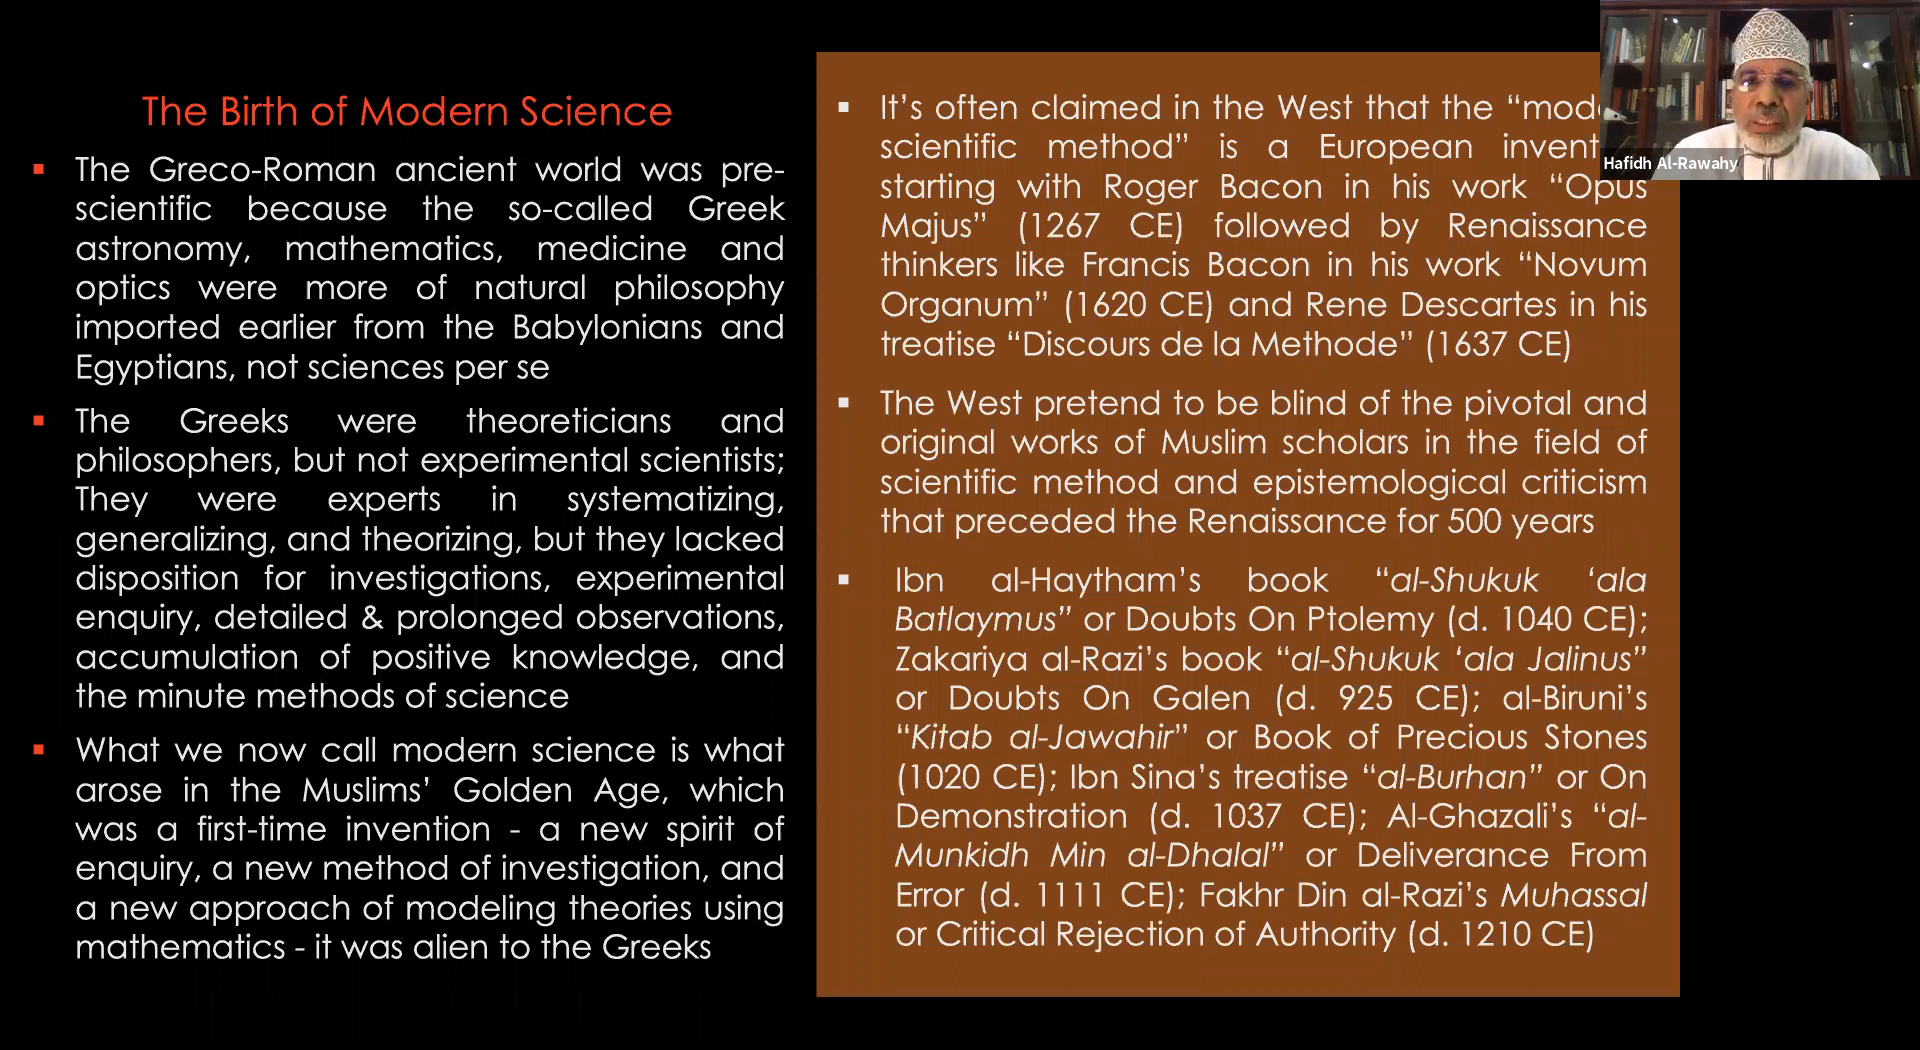 The Birth of Modern Science
▪ The Greco-Roman ancient world was pre-
scientific because the so-called Greek
astronomy, mathematics, medicine and
optics were more of natural philosophy
imported earlier from the Babylonians and
Egyptians, not sciences per se
▪ The Greeks were theoreticians and
philosophers, but not experimental scientists;
They were experts in systematizing,
generalizing, and theorizing, but they lacked
disposition for investigations, experimental
enquiry, detailed & prolonged observations,
accumulation of positive knowledge, and
the minute methods of science
▪ What we now call modern science is what
arose in the Muslims’ Golden Age, which
was a first-time invention - a new spirit of
enquiry, a new method of investigation, and
a new approach of modeling theories using
mathematics - it was alien to the Greeks
▪ It’s often claimed in the West that the
scientific method” is a European
starting with Roger Bacon in his work “Opus
Majus” (1267 CE) followed by Renaissance
thinkers like Francis Bacon in his work “Novum
Organum” (1620 CE) and Rene Descartes in his
treatise “Discours de la Methode” (1637 CE)
▪ The West pretend to be blind of the pivotal and
original works of Muslim scholars in the field of
scientific method and epistemological criticism
that preceded the Renaissance for 500 years
▪ Ibn al-Haytham’s book “al-Shukuk ‘ala
Batlaymus” or Doubts On Ptolemy (d. 1040 CE);
Zakariya al-Razi’s book “al-Shukuk ‘ala Jalinus”
or Doubts On Galen (d. 925 CE); al-Biruni’s
“Kitab al-Jawahir” or Book of Precious Stones
(1020 CE); Ibn Sina’s treatise “al-Burhan” or On
Demonstration (d. 1037 CE); Al-Ghazali’s “al-
Munkidh Min al-Dhalal” or Deliverance From
Error (d. 1111 CE); Fakhr Din al-Razi’s Muhassal
or Critical Rejection of Authority (d. 1210 CE)
Hafidh Al-Rawahy